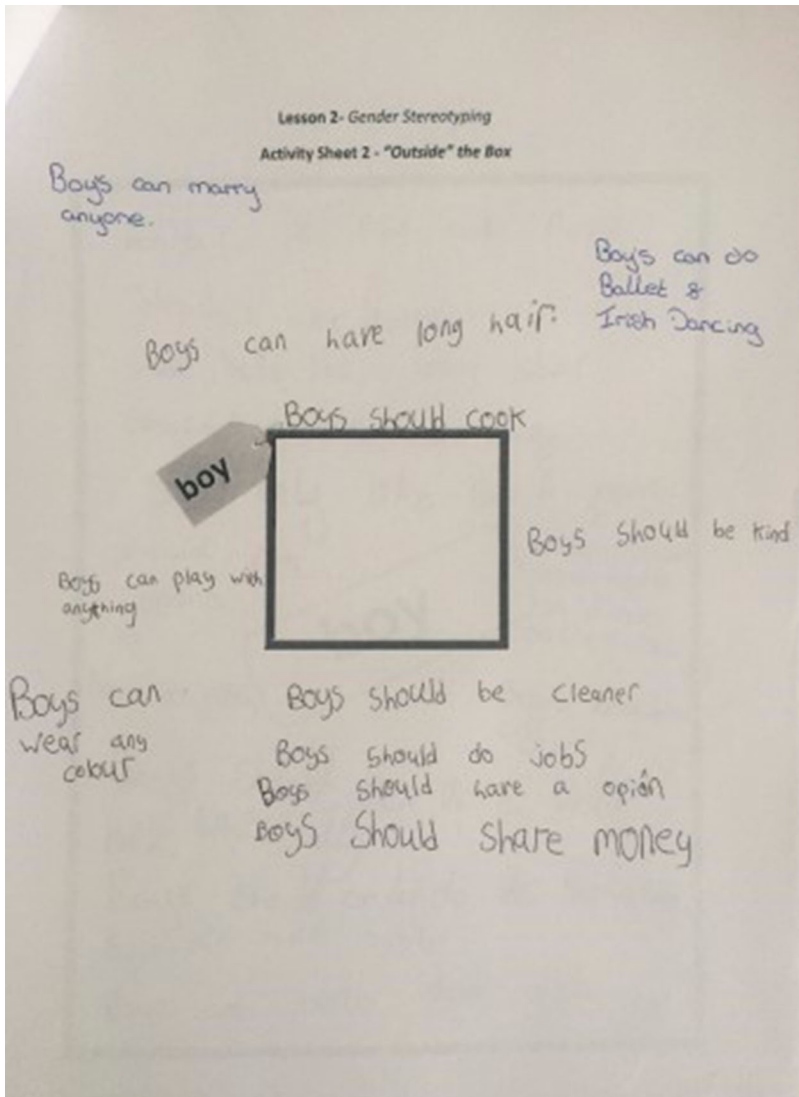 Lesson 2- Gender Stereotyping
Activity Sheet 2 - "Outside" the Box
Boys can marry
anyone.
Boys can do
Ballet &
Irish Dancing
Boys can have long hair.
Boys should cook
boy
Boys should be kind
Boys can play with
anything
Boys can
wear any
colour
Boys should be cleaner
Boys should do jobs
Boys should have a opión
Boys should share money